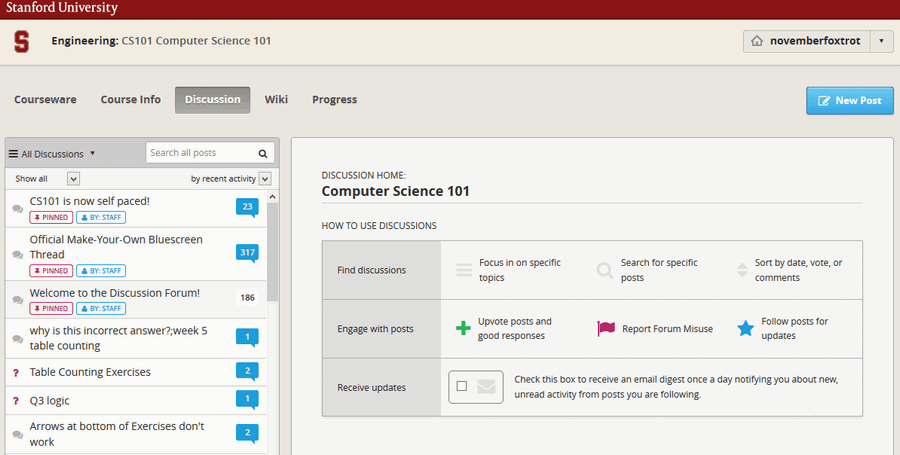 Stanford University
S
Engineering: CS101 Computer Science 101
novemberfoxtrot
Courseware
Course Info
Discussion
Wiki
Progress
New Post
All Discussions
Search all posts
Show all
by recent activity
CS101 is now self paced!
23
PINNED
BY: STAFF
Official Make-Your-Own Bluescreen
Thread
317
PINNED
BY: STAFF
Welcome to the Discussion Forum!
186
PINNED
BY: STAFF
why is this incorrect answer?;week 5
table counting
1
? Table Counting Exercises
2
? Q3 logic
1
Arrows at bottom of Exercises don't
work
2
DISCUSSION HOME:
Computer Science 101
HOW TO USE DISCUSSIONS
Find discussions
Focus in on specific
topics
Search for specific
posts
Sort by date, vote, or
comments
Engage with posts
Upvote posts and
good responses
Report Forum Misuse
Follow posts for
updates
Receive updates
Check this box to receive an email digest once a day notifying you about new,
unread activity from posts you are following.